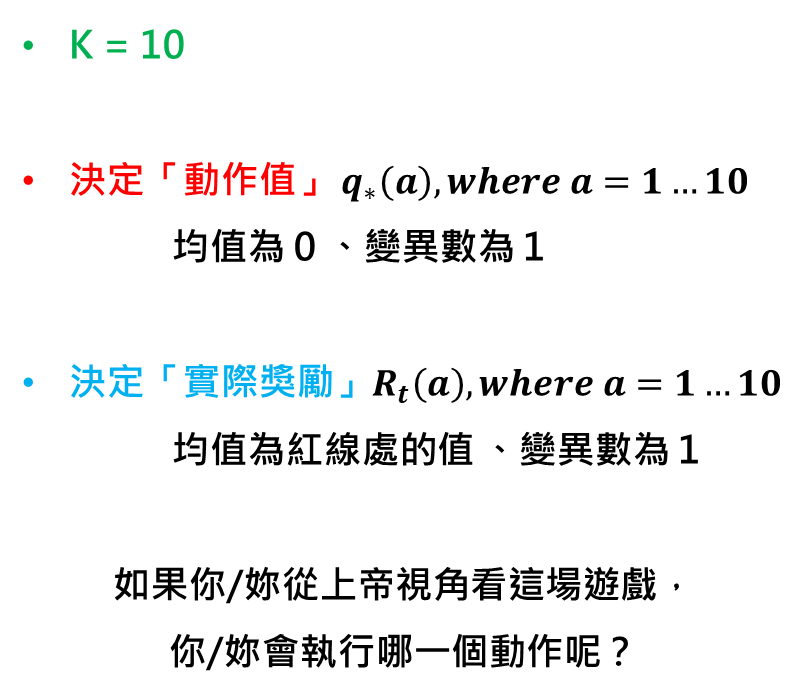 • K = 10
• 決定「動作值」q∗(a), where a = 1 … 10
均值為 0 、變異數為 1
• 決定「實際獎勵」Rₜ(a), where a = 1 … 10
均值為紅線處的值 、變異數為 1
如果你/妳從上帝視角看這場遊戲，
你/妳會執行哪一個動作呢？